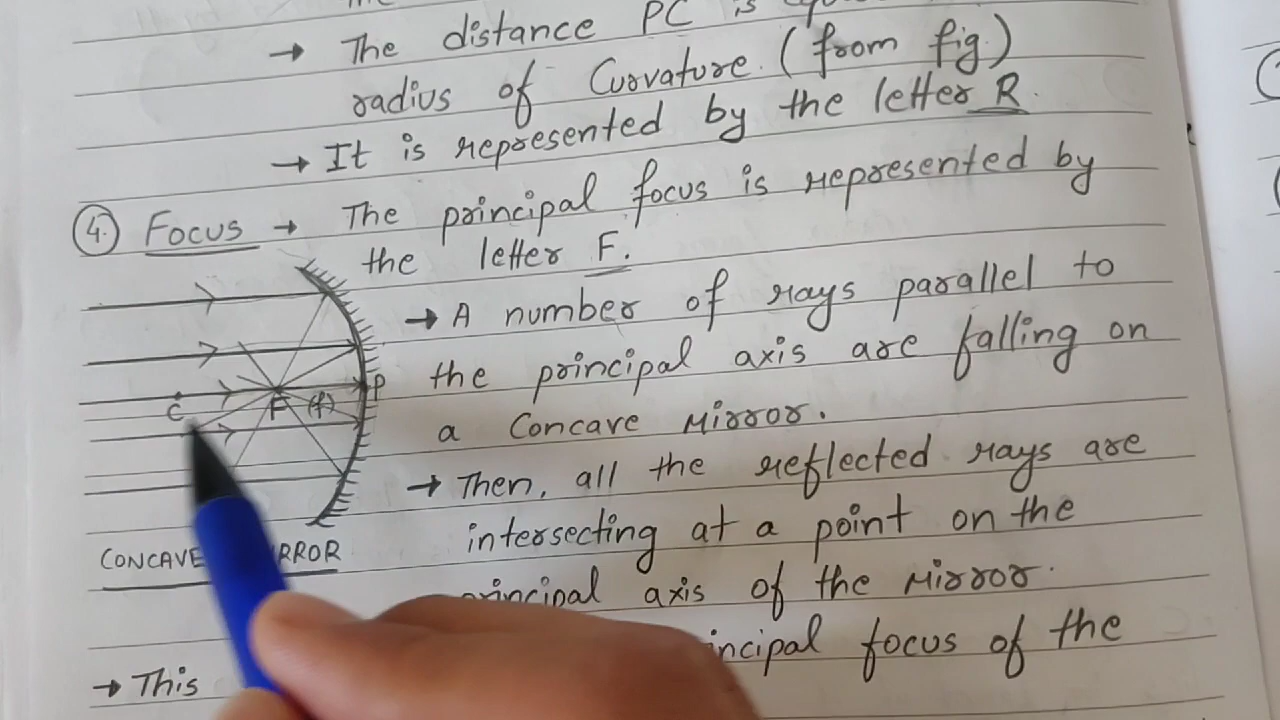 → The distance PC is
radius of Curvature. (from fig.)
→ It is represented by the letter R.
4. Focus → The principal focus is represented by
the letter F.
→ A number of rays parallel to
the principal axis are falling on
a Concave Mirror.
→ Then, all the reflected rays are
intersecting at a point on the
principal axis of the Mirror.
focus of the
→ This
C F (f) P
CONCAVE